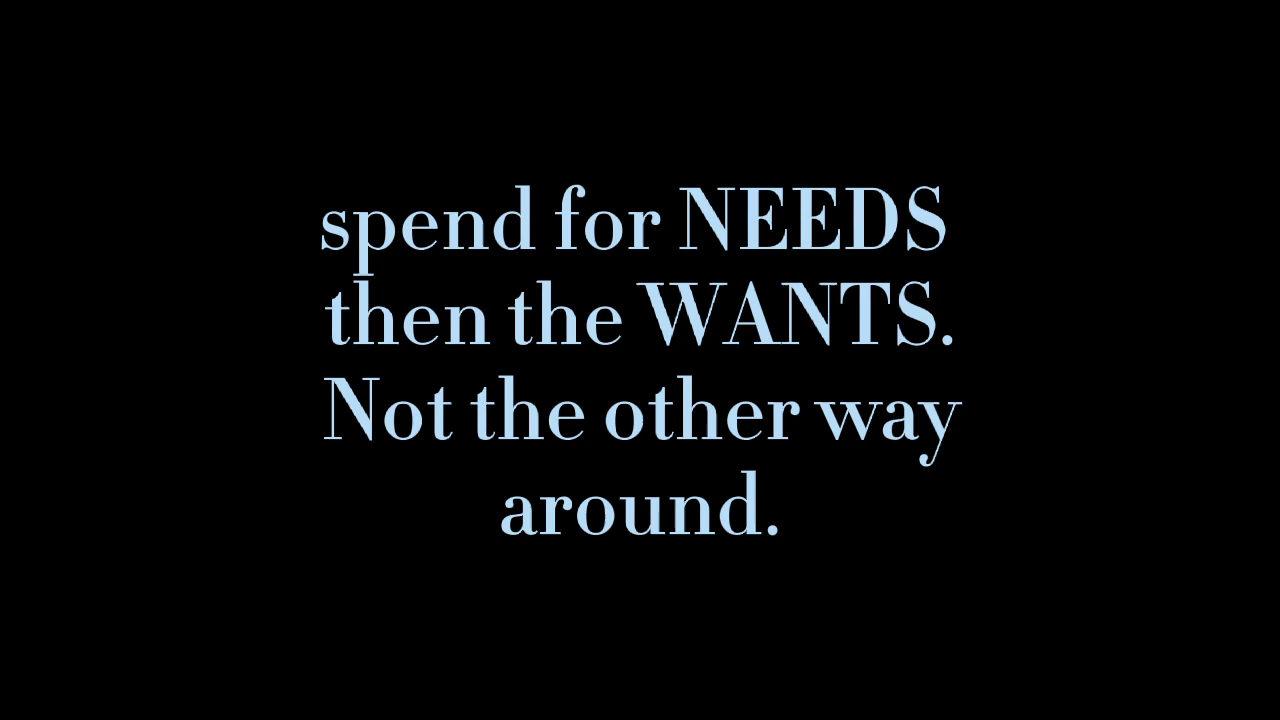 spend for NEEDS
then the WANTS.
Not the other way
around.